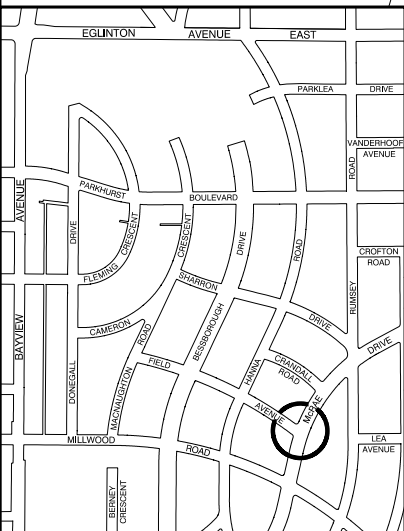 EGLINTON AVENUE EAST
PARKLEA DRIVE
VANDERHOOF
AVENUE
ROAD
AVENUE
PARKHURST
BOULEVARD
DRIVE
CRESCENT
CRESCENT
DRIVE
ROAD
CROFTON
ROAD
FLEMING
SHARRON
DRIVE
RUMSEY
DRIVE
BAYVIEW
CAMERON
ROAD
BESSBOROUGH
DONEGALL
MACNAUGHTON
FIELD
HANNA
CRANDALL
ROAD
AVENUE
McRAE
MILLWOOD
ROAD
LEA
AVENUE
BERNEY
CRESCENT